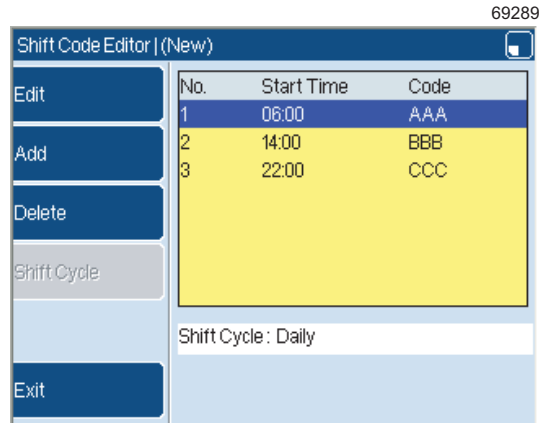 69289
Shift Code Editor | (New)
Edit
Add
Delete
Shift Cycle
Exit
No. Start Time Code
1 06:00 AAA
2 14:00 BBB
3 22:00 CCC
Shift Cycle : Daily